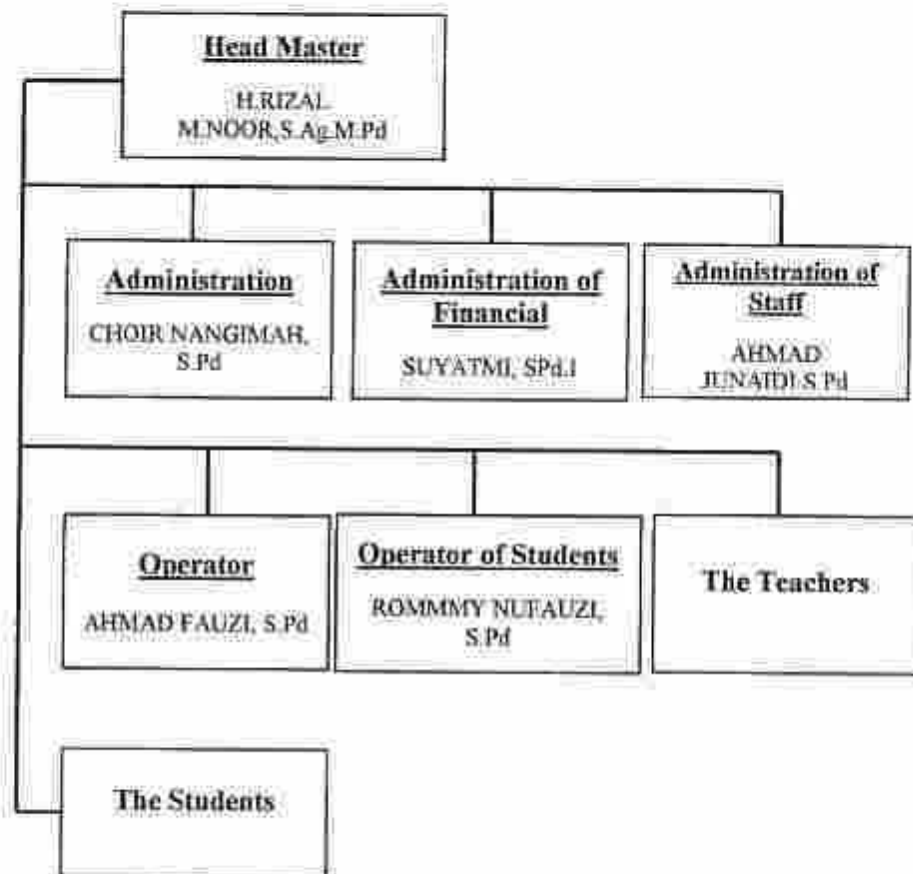 Head Master
H.RIZAL
M.NOOR,S.Ag.M.Pd
Administration
CHOIR NANGIMAH,
S.Pd
Administration of
Financial
SUYATMI, SPd.I
Administration of
Staff
AHMAD
JUNAIDI.S.Pd
Operator
AHMAD FAUZI, S.Pd
Operator of Students
ROMMMY NUFAUZI,
S.Pd
The Teachers
The Students